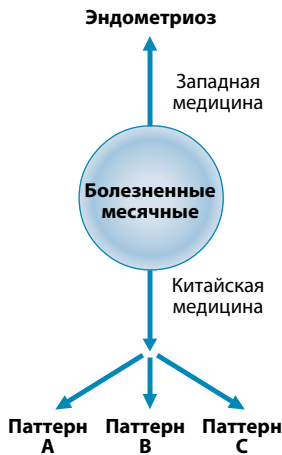 Эндометриоз
Западная
медицина
Болезненные
месячные
Китайская
медицина
Паттерн Паттерн Паттерн
A B C